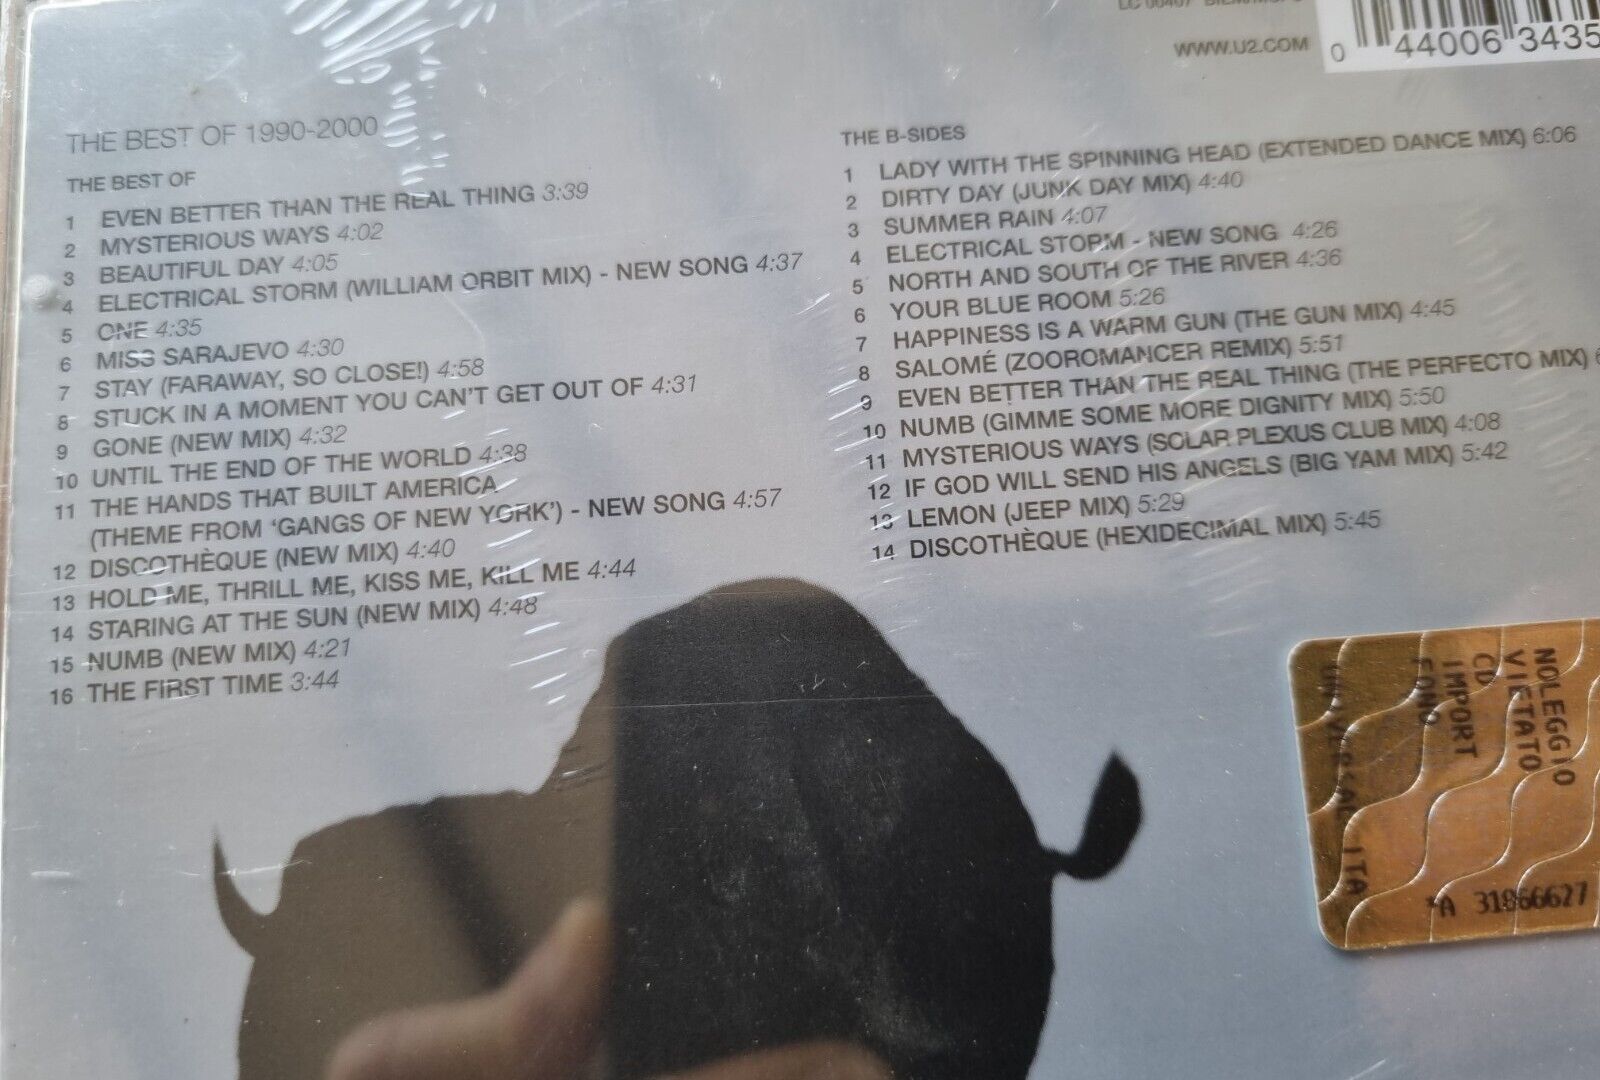 WWW.U2.COM
0 44006 3435
THE BEST OF 1990-2000
THE BEST OF
1 EVEN BETTER THAN THE REAL THING 3:39
2 MYSTERIOUS WAYS 4:02
3 BEAUTIFUL DAY 4:05
4 ELECTRICAL STORM (WILLIAM ORBIT MIX) - NEW SONG 4:37
5 ONE 4:35
6 MISS SARAJEVO 4:30
7 STAY (FARAWAY, SO CLOSE!) 4:58
8 STUCK IN A MOMENT YOU CAN'T GET OUT OF 4:31
9 GONE (NEW MIX) 4:32
10 UNTIL THE END OF THE WORLD 4:38
11 THE HANDS THAT BUILT AMERICA
(THEME FROM 'GANGS OF NEW YORK') - NEW SONG 4:57
12 DISCOTHÈQUE (NEW MIX) 4:40
13 HOLD ME, THRILL ME, KISS ME, KILL ME 4:44
14 STARING AT THE SUN (NEW MIX) 4:48
15 NUMB (NEW MIX) 4:21
16 THE FIRST TIME 3:44
THE B-SIDES
1 LADY WITH THE SPINNING HEAD (EXTENDED DANCE MIX) 6:06
2 DIRTY DAY (JUNK DAY MIX) 4:40
3 SUMMER RAIN 4:07
4 ELECTRICAL STORM - NEW SONG 4:26
5 NORTH AND SOUTH OF THE RIVER 4:36
6 YOUR BLUE ROOM 5:26
7 HAPPINESS IS A WARM GUN (THE GUN MIX) 4:45
8 SALOMÉ (ZOOROMANCER REMIX) 5:51
9 EVEN BETTER THAN THE REAL THING (THE PERFECTO MIX)
10 NUMB (GIMME SOME MORE DIGNITY MIX) 5:50
11 MYSTERIOUS WAYS (SOLAR PLEXUS CLUB MIX) 4:08
12 IF GOD WILL SEND HIS ANGELS (BIG YAM MIX) 5:42
13 LEMON (JEEP MIX) 5:29
14 DISCOTHÈQUE (HEXIDECIMAL MIX) 5:45
NOLEGGIO
VIETATO
CD
IMPORT
FONO
UNIVERSAL ITA
*A 31866627